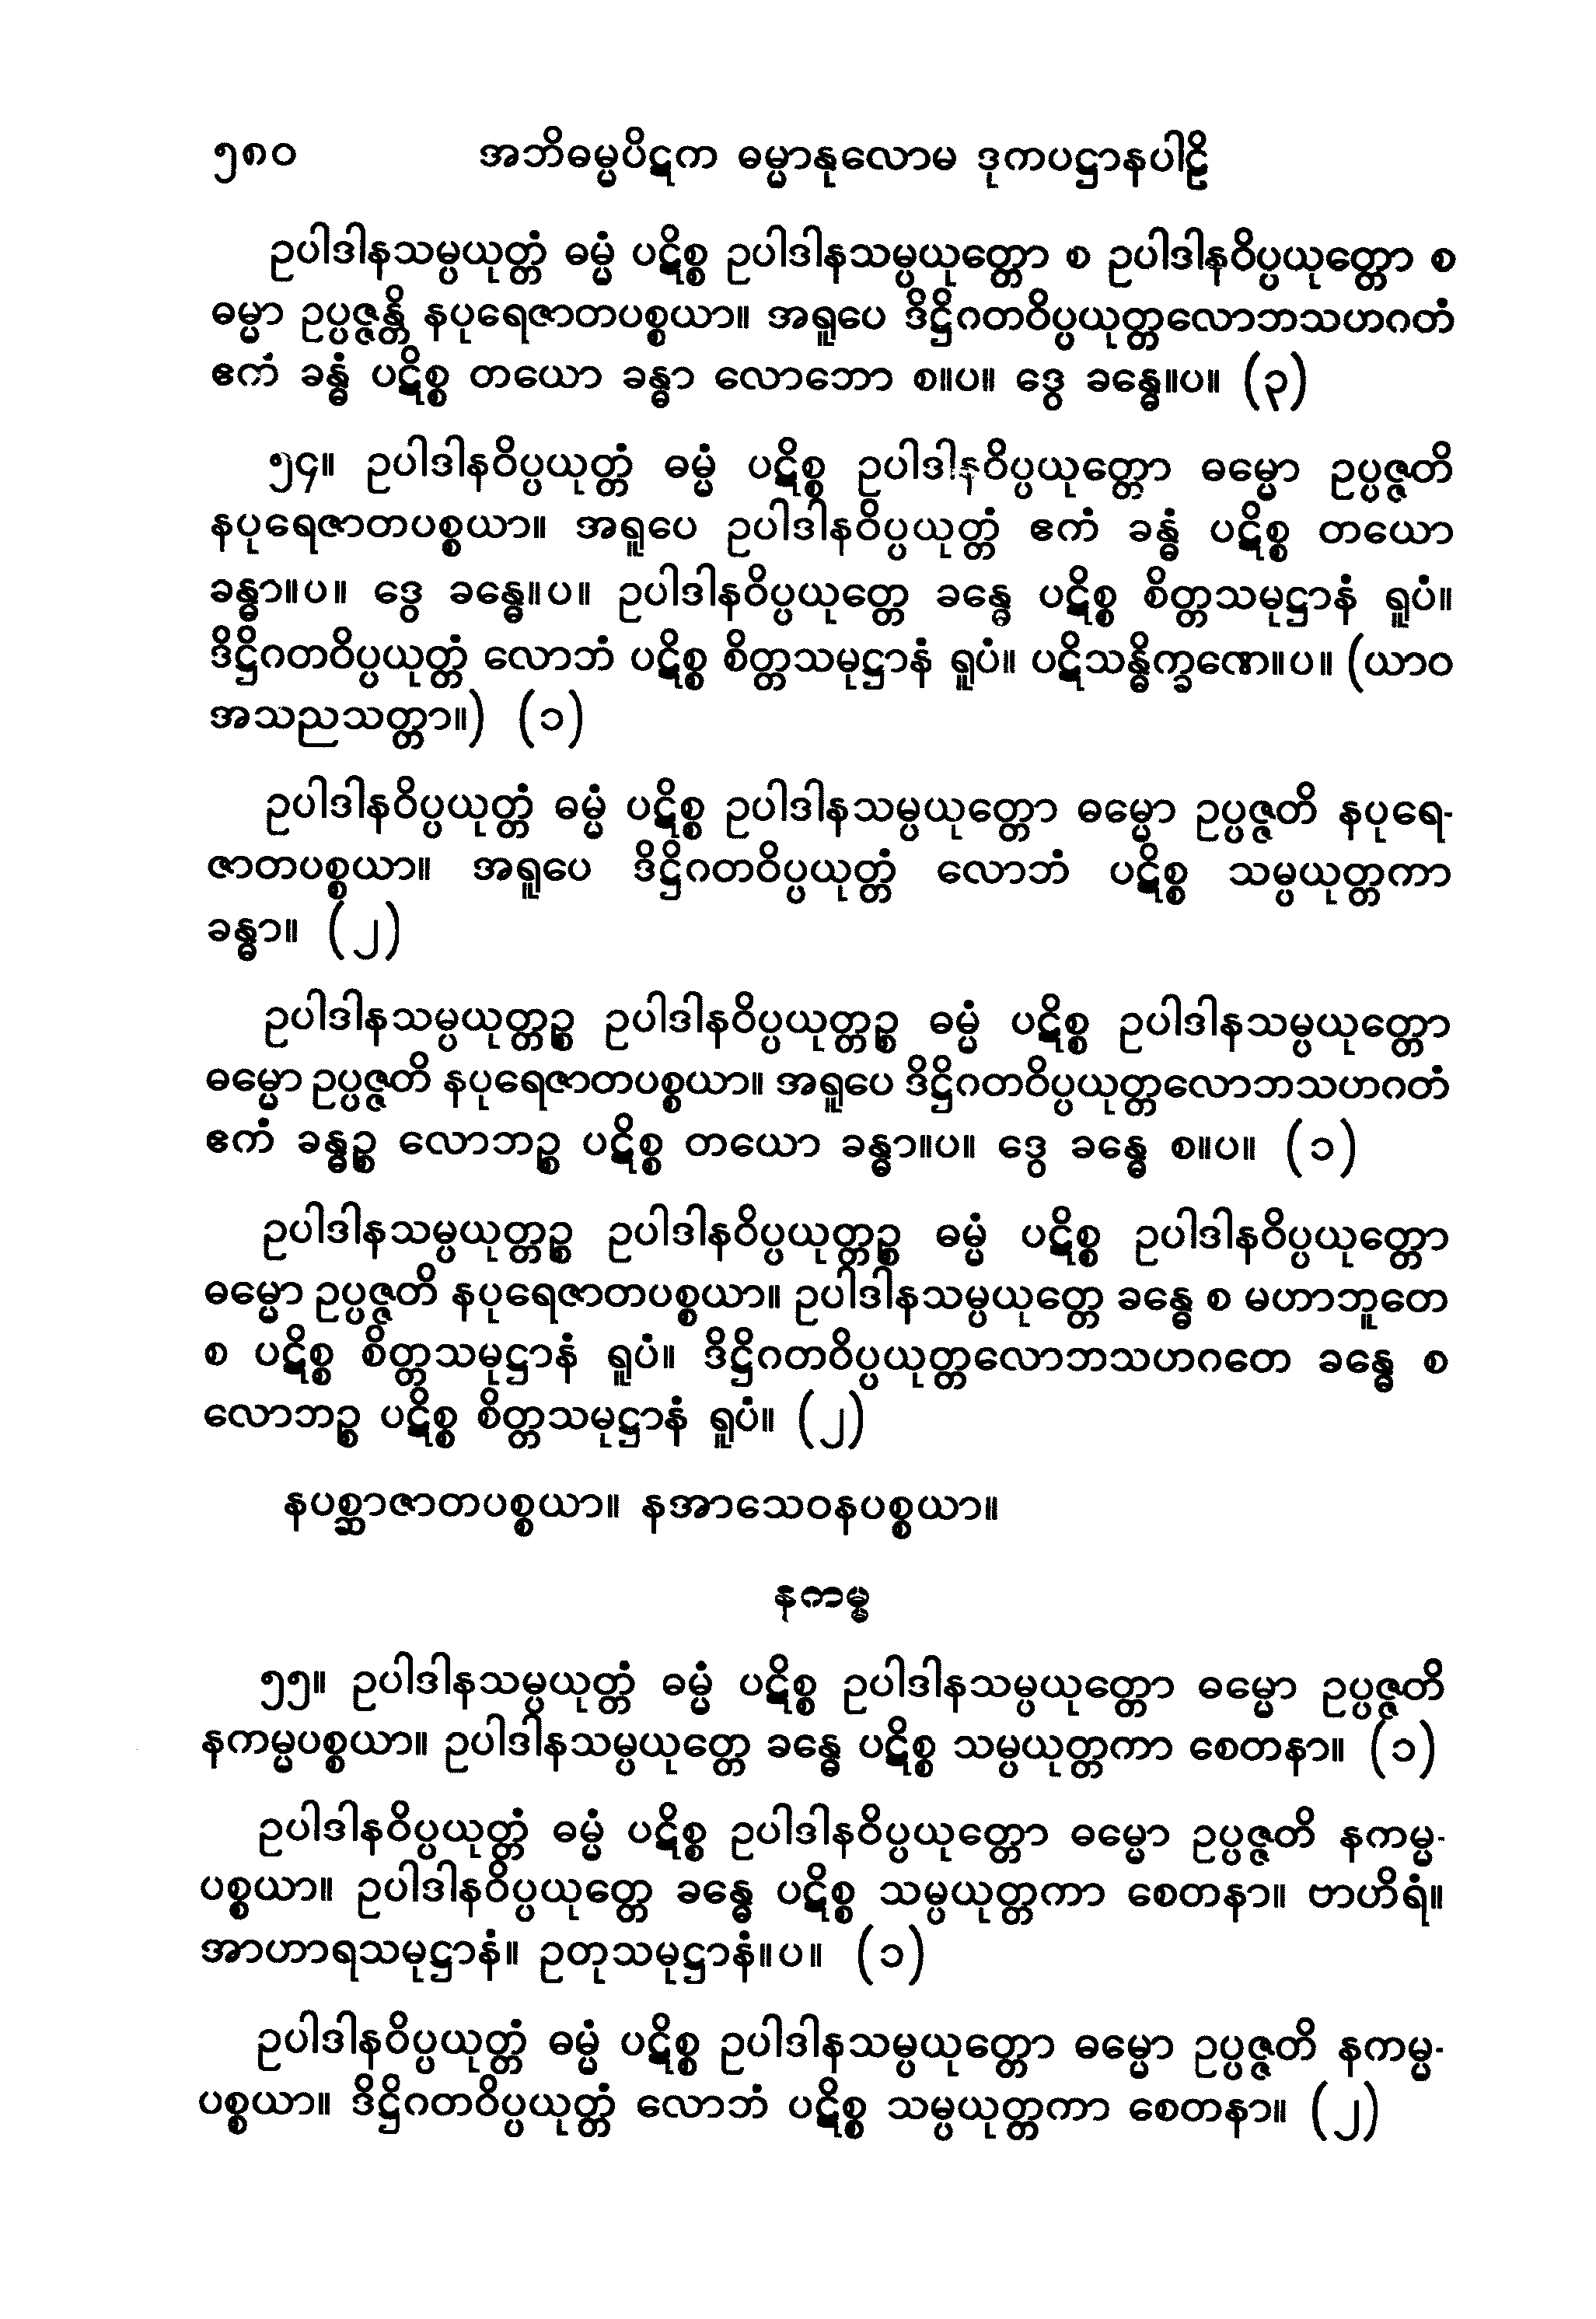 ၅၈၀ အဘိဓမ္မပိဋက ဓမ္မာနုလောမ ဒုကပဋ္ဌာနပါဠိ
ဥပါဒါနသမ္ပယုတ္တံ ဓမ္မံ ပဋိစ္စ ဥပါဒါနသမ္ပယုတ္တော စ ဥပါဒါနဝိပ္ပယုတ္တော စ
ဓမ္မာ ဥပ္ပဇ္ဇန္တိ နပုရေဇာတပစ္စယာ။ အရူပေ ဒိဋ္ဌိဂတဝိပ္ပယုတ္တလောဘသဟဂတံ
ဧကံ ခန္ဓံ ပဋိစ္စ တယော ခန္ဓာ လောဘော စ။ပ။ ဒွေ ခန္ဓေ။ပ။ (၃)
၅၄။ ဥပါဒါနဝိပ္ပယုတ္တံ ဓမ္မံ ပဋိစ္စ ဥပါဒါနဝိပ္ပယုတ္တော ဓမ္မော ဥပ္ပဇ္ဇတိ
နပုရေဇာတပစ္စယာ။ အရူပေ ဥပါဒါနဝိပ္ပယုတ္တံ ဧကံ ခန္ဓံ ပဋိစ္စ တယော
ခန္ဓာ။ပ။ ဒွေ ခန္ဓေ။ပ။ ဥပါဒါနဝိပ္ပယုတ္တေ ခန္ဓေ ပဋိစ္စ စိတ္တသမုဋ္ဌာနံ ရူပံ။
ဒိဋ္ဌိဂတဝိပ္ပယုတ္တံ လောဘံ ပဋိစ္စ စိတ္တသမုဋ္ဌာနံ ရူပံ။ ပဋိသန္ဓိက္ခဏေ။ပ။ (ယာဝ
အသညသတ္တာ။) (၁)
ဥပါဒါနဝိပ္ပယုတ္တံ ဓမ္မံ ပဋိစ္စ ဥပါဒါနသမ္ပယုတ္တော ဓမ္မော ဥပ္ပဇ္ဇတိ နပုရေ-
ဇာတပစ္စယာ။ အရူပေ ဒိဋ္ဌိဂတဝိပ္ပယုတ္တံ လောဘံ ပဋိစ္စ သမ္ပယုတ္တကာ
ခန္ဓာ။ (၂)
ဥပါဒါနသမ္ပယုတ္တဉ္စ ဥပါဒါနဝိပ္ပယုတ္တဉ္စ ဓမ္မံ ပဋိစ္စ ဥပါဒါနသမ္ပယုတ္တော
ဓမ္မော ဥပ္ပဇ္ဇတိ နပုရေဇာတပစ္စယာ။ အရူပေ ဒိဋ္ဌိဂတဝိပ္ပယုတ္တလောဘသဟဂတံ
ဧကံ ခန္ဓဉ္စ လောဘဉ္စ ပဋိစ္စ တယော ခန္ဓာ။ပ။ ဒွေ ခန္ဓေ စ။ပ။ (၁)
ဥပါဒါနသမ္ပယုတ္တဉ္စ ဥပါဒါနဝိပ္ပယုတ္တဉ္စ ဓမ္မံ ပဋိစ္စ ဥပါဒါနဝိပ္ပယုတ္တော
ဓမ္မော ဥပ္ပဇ္ဇတိ နပုရေဇာတပစ္စယာ။ ဥပါဒါနသမ္ပယုတ္တေ ခန္ဓေ စ မဟာဘူတေ
စ ပဋိစ္စ စိတ္တသမုဋ္ဌာနံ ရူပံ။ ဒိဋ္ဌိဂတဝိပ္ပယုတ္တလောဘသဟဂတေ ခန္ဓေ စ
လောဘဉ္စ ပဋိစ္စ စိတ္တသမုဋ္ဌာနံ ရူပံ။ (၂)
နပစ္ဆာဇာတပစ္စယာ။ နအာသေဝနပစ္စယာ။
နကမ္မ
၅၅။ ဥပါဒါနသမ္ပယုတ္တံ ဓမ္မံ ပဋိစ္စ ဥပါဒါနသမ္ပယုတ္တော ဓမ္မော ဥပ္ပဇ္ဇတိ
နကမ္မပစ္စယာ။ ဥပါဒါနသမ္ပယုတ္တေ ခန္ဓေ ပဋိစ္စ သမ္ပယုတ္တကာ စေတနာ။ (၁)
ဥပါဒါနဝိပ္ပယုတ္တံ ဓမ္မံ ပဋိစ္စ ဥပါဒါနဝိပ္ပယုတ္တော ဓမ္မော ဥပ္ပဇ္ဇတိ နကမ္မ-
ပစ္စယာ။ ဥပါဒါနဝိပ္ပယုတ္တေ ခန္ဓေ ပဋိစ္စ သမ္ပယုတ္တကာ စေတနာ။ ဗာဟိရံ။
အာဟာရသမုဋ္ဌာနံ။ ဥတုသမုဋ္ဌာနံ။ပ။ (၁)
ဥပါဒါနဝိပ္ပယုတ္တံ ဓမ္မံ ပဋိစ္စ ဥပါဒါနသမ္ပယုတ္တော ဓမ္မော ဥပ္ပဇ္ဇတိ နကမ္မ-
ပစ္စယာ။ ဒိဋ္ဌိဂတဝိပ္ပယုတ္တံ လောဘံ ပဋိစ္စ သမ္ပယုတ္တကာ စေတနာ။ (၂)